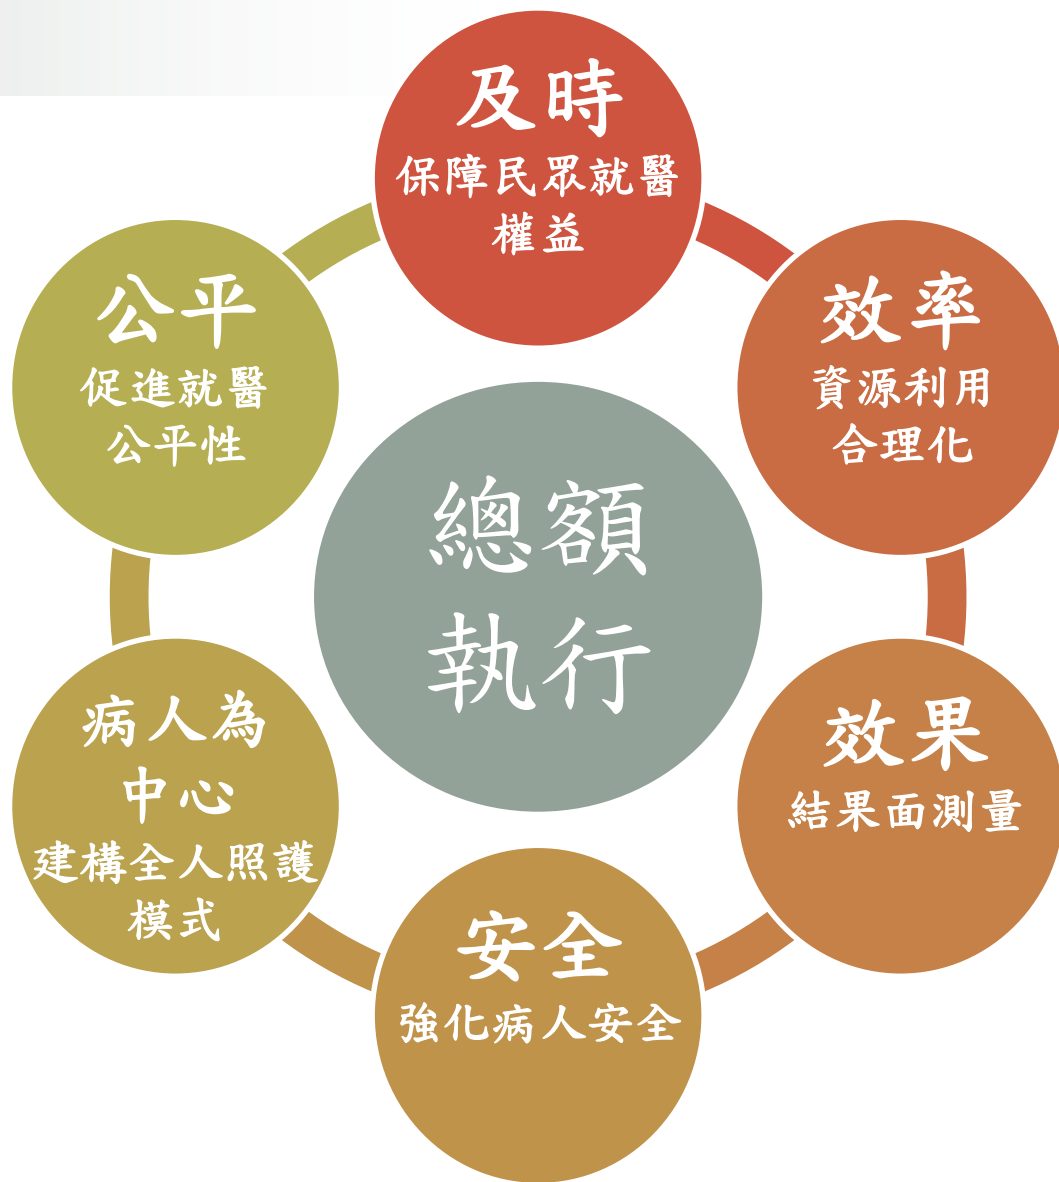 及時
保障民眾就醫
權益
效率
資源利用
合理化
效果
結果面測量
安全
強化病人安全
病人為
中心
建構全人照護
模式
公平
促進就醫
公平性
總額
執行